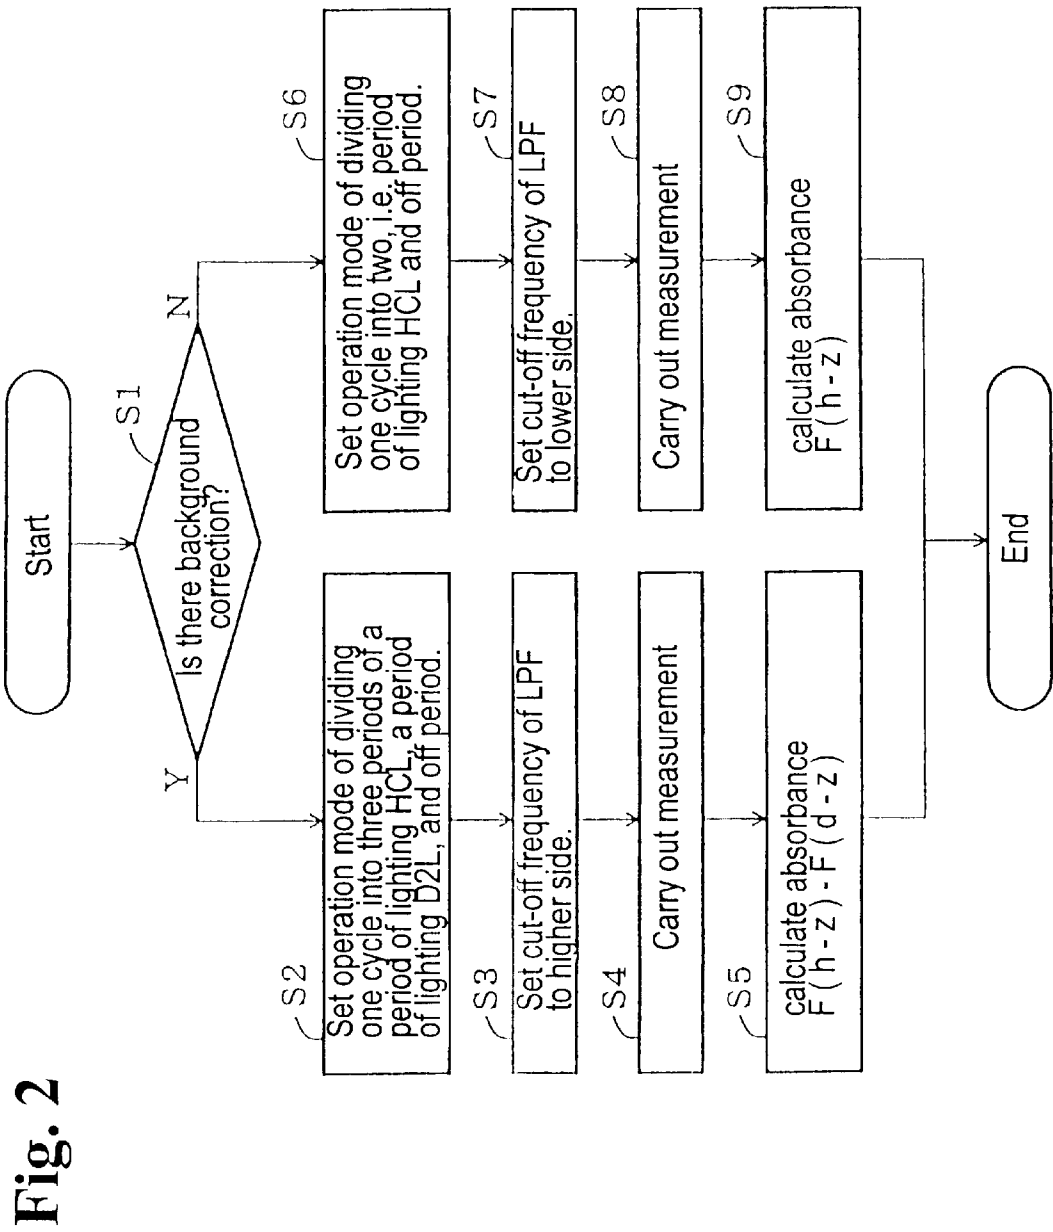 Fig. 2
Start
S1
Is there background
correction?
Y
N
S2
Set operation mode of dividing
one cycle into three periods of a
period of lighting HCL, a period
of lighting D2L, and off period.
S3
Set cut-off frequency of LPF
to higher side.
S4
Carry out measurement
S5
calculate absorbance
F ( h - z ) - F ( d - z )
S6
Set operation mode of dividing
one cycle into two, i.e. period
of lighting HCL and off period.
S7
Set cut-off frequency of LPF
to lower side.
S8
Carry out measurement
S9
calculate absorbance
F ( h - z )
End